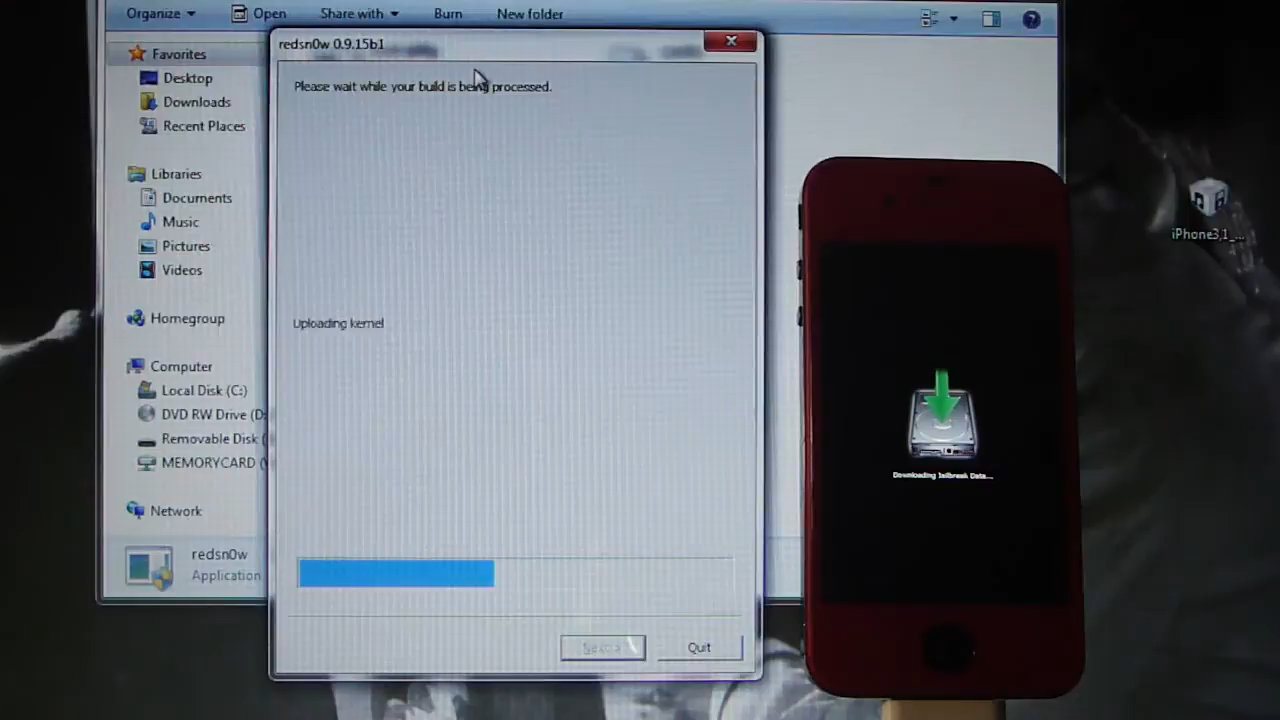 Organize
Open
Share with
Burn
New folder
redsn0w 0.9.15b1
Please wait while your build is being processed.
Uploading kernel
Next >
Quit
Favorites
Desktop
Downloads
Recent Places
Libraries
Documents
Music
Pictures
Videos
Homegroup
Computer
Local Disk (C:)
DVD RW Drive (D:
Removable Disk (
MEMORYCARD (
Network
redsn0w
Application
iPhone3,1_...
Downloading Jailbreak Data...